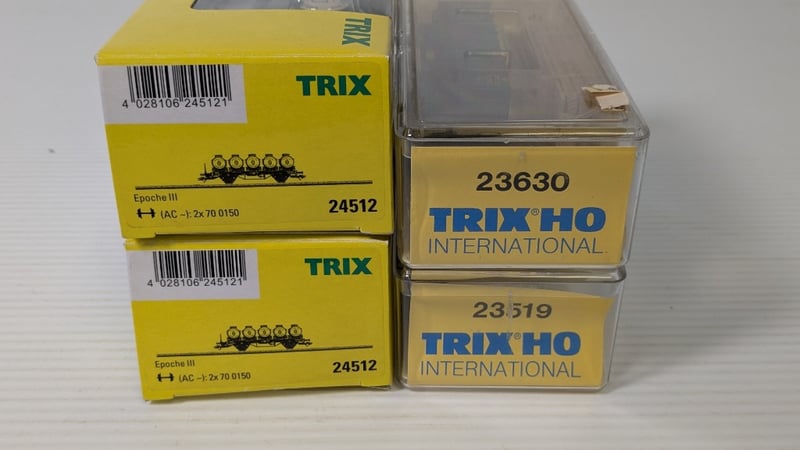 TRIX
4 028106 245121
TRIX
Epoche III
(AC ~): 2x 70 0150
24512
4 028106 245121
TRIX
Epoche III
(AC ~): 2x 70 0150
24512
23630
TRIX® HO
INTERNATIONAL
23519
TRIX® HO
INTERNATIONAL